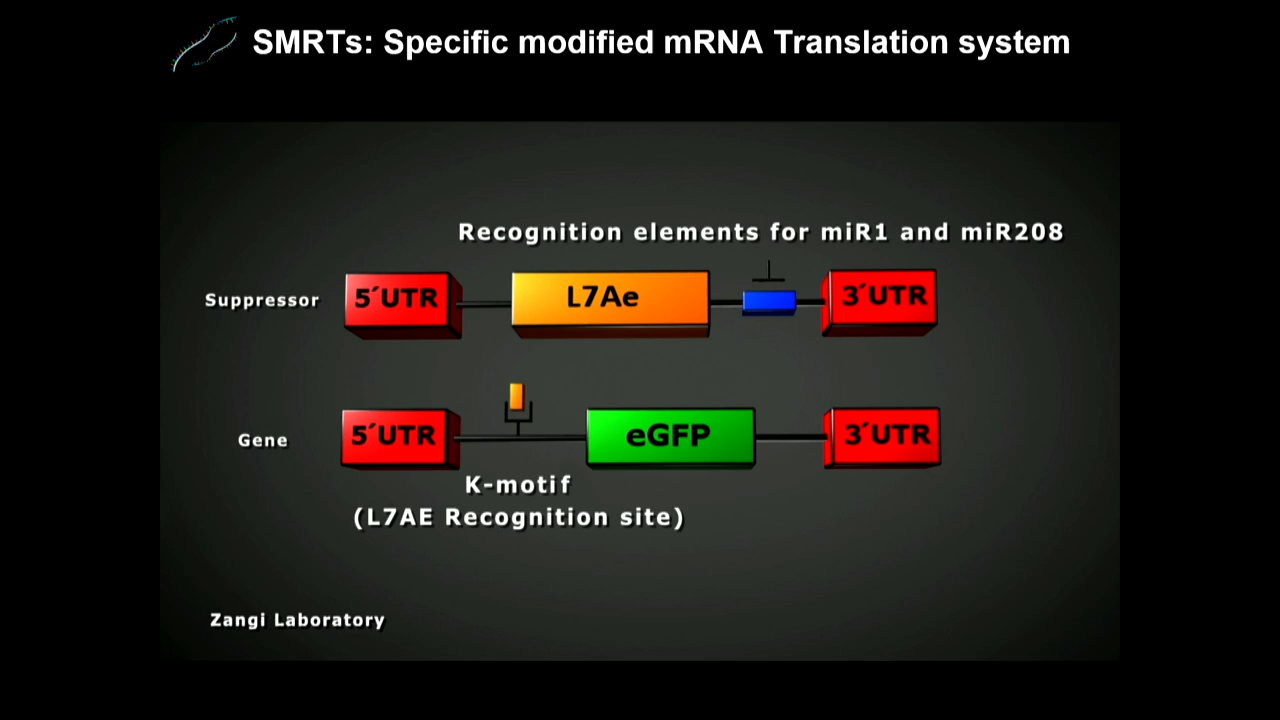 SMRTs: Specific modified mRNA Translation system
Recognition elements for miR1 and miR208
Suppressor
5´UTR
L7Ae
3´UTR
Gene
5´UTR
eGFP
3´UTR
K-motif
(L7AE Recognition site)
Zangi Laboratory